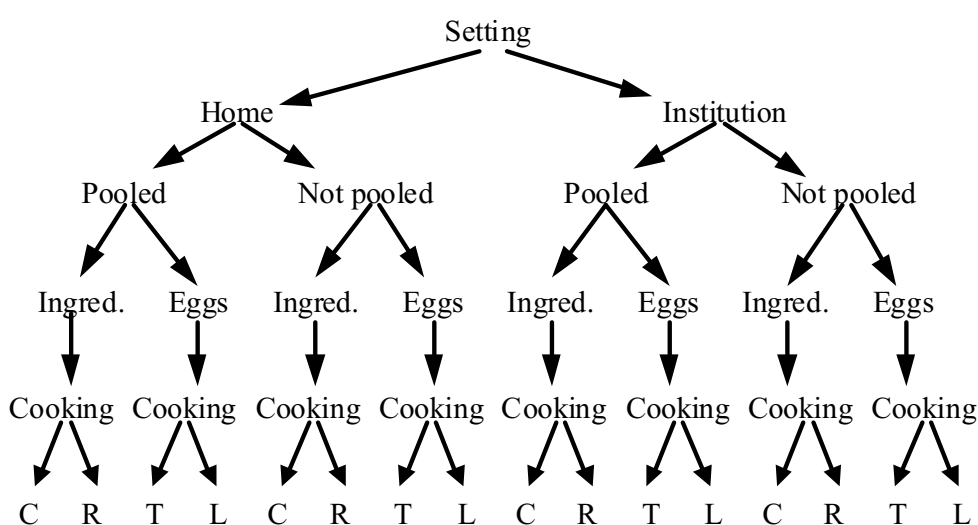 Setting
Home Institution
Pooled Not pooled Pooled Not pooled
Ingred. Eggs Ingred. Eggs Ingred. Eggs Ingred. Eggs
Cooking Cooking Cooking Cooking Cooking Cooking Cooking Cooking
C R T L C R T L C R T L C R T L